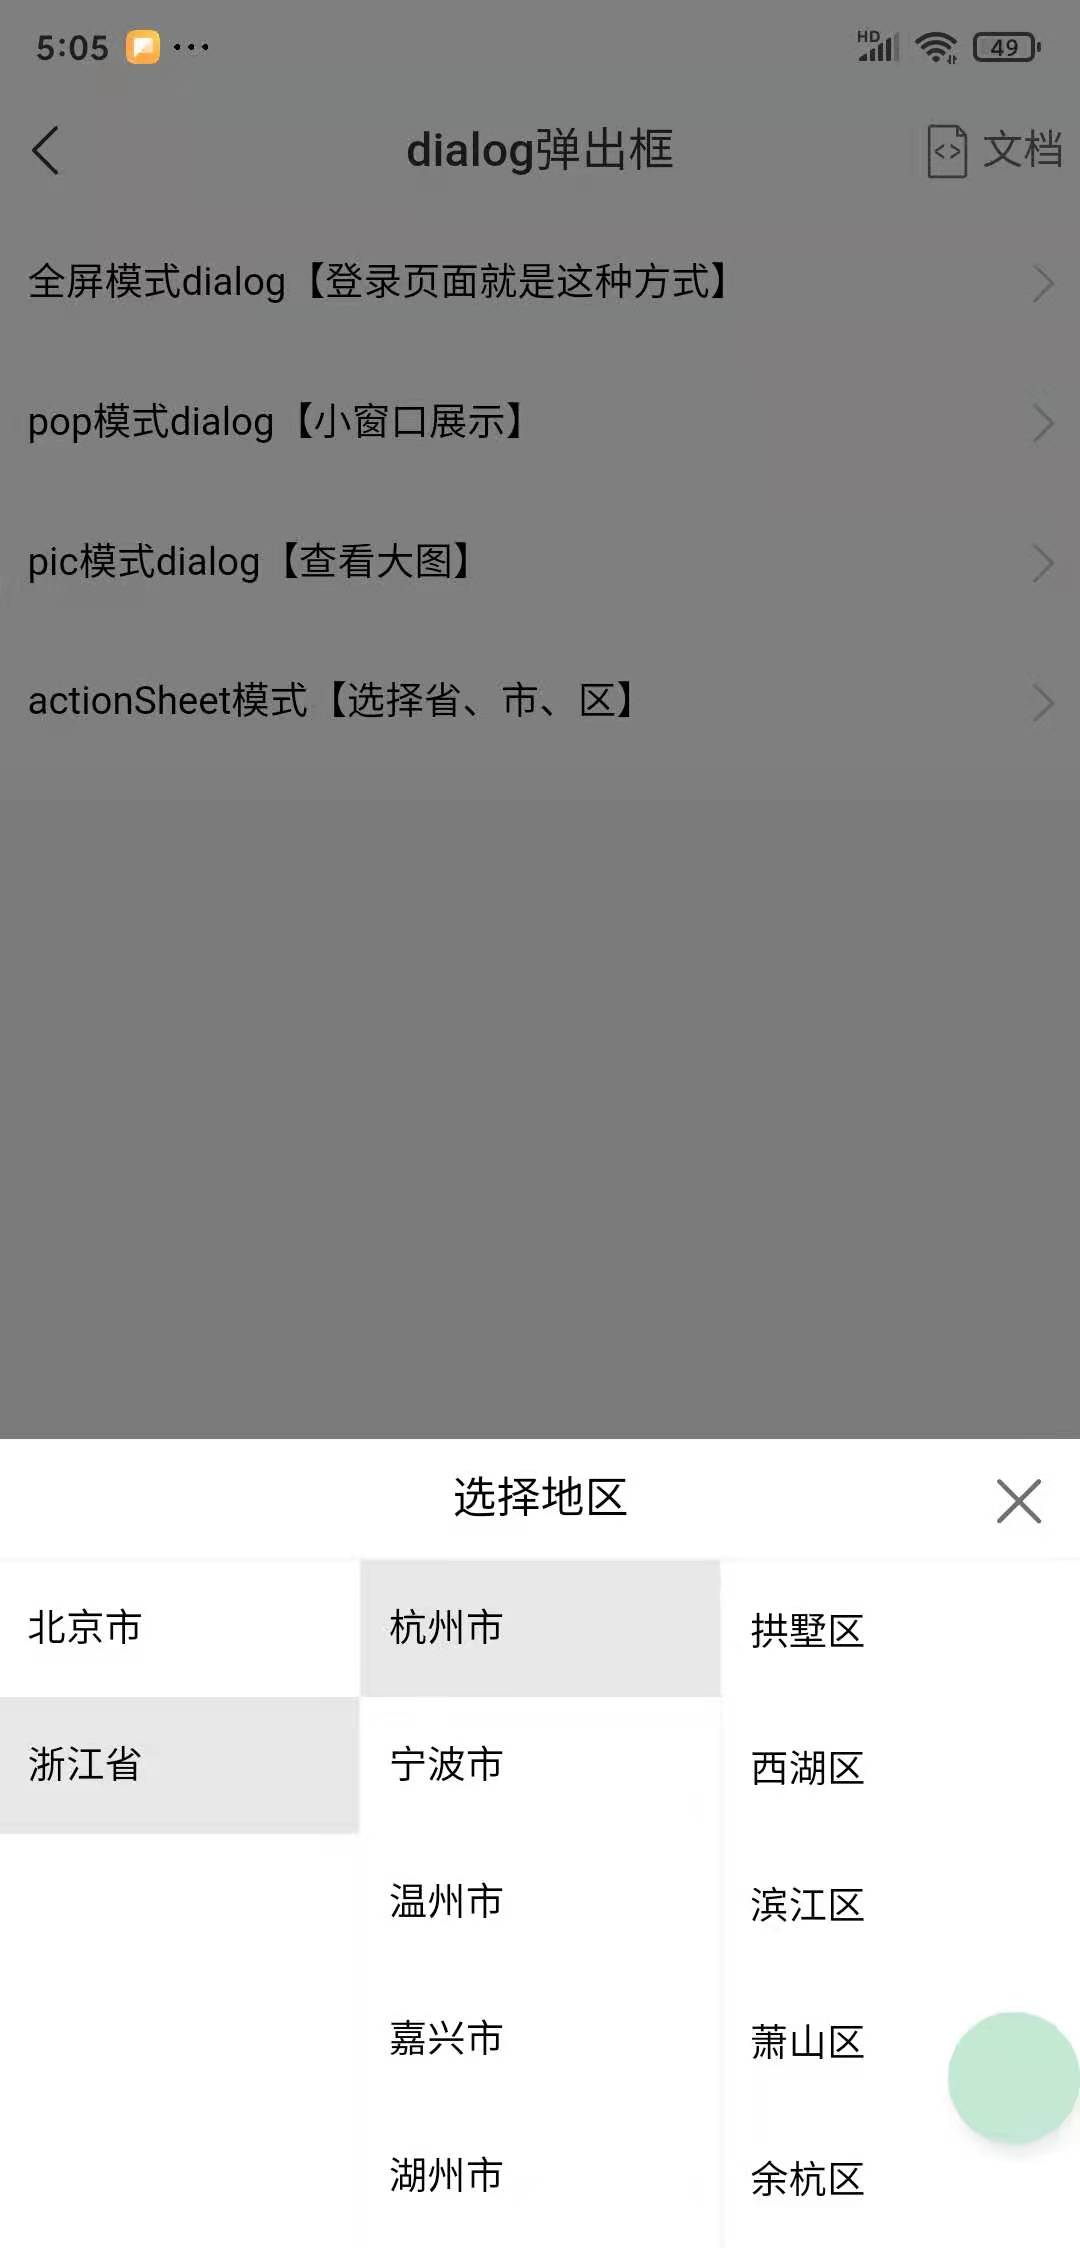 5:05
HD
49
dialog弹出框
文档
全屏模式dialog【登录页面就是这种方式】
pop模式dialog【小窗口展示】
pic模式dialog【查看大图】
actionSheet模式【选择省、市、区】
选择地区
北京市
杭州市
拱墅区
浙江省
宁波市
西湖区
温州市
滨江区
嘉兴市
萧山区
湖州市
余杭区